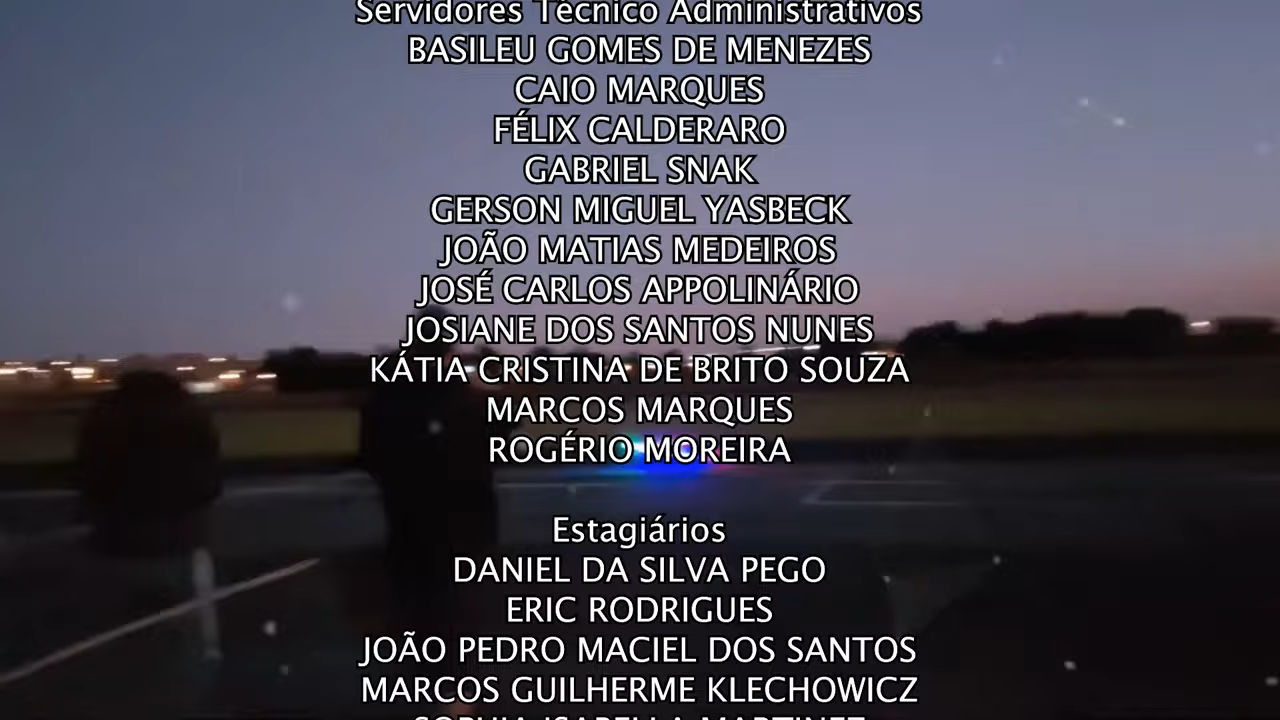 Servidores Técnico Administrativos
BASILEU GOMES DE MENEZES
CAIO MARQUES
FÉLIX CALDERARO
GABRIEL SNAK
GERSON MIGUEL YASBECK
JOÃO MATIAS MEDEIROS
JOSÉ CARLOS APPOLINÁRIO
JOSIANE DOS SANTOS NUNES
KÁTIA CRISTINA DE BRITO SOUZA
MARCOS MARQUES
ROGÉRIO MOREIRA
Estagiários
DANIEL DA SILVA PEGO
ERIC RODRIGUES
JOÃO PEDRO MACIEL DOS SANTOS
MARCOS GUILHERME KLECHOWICZ